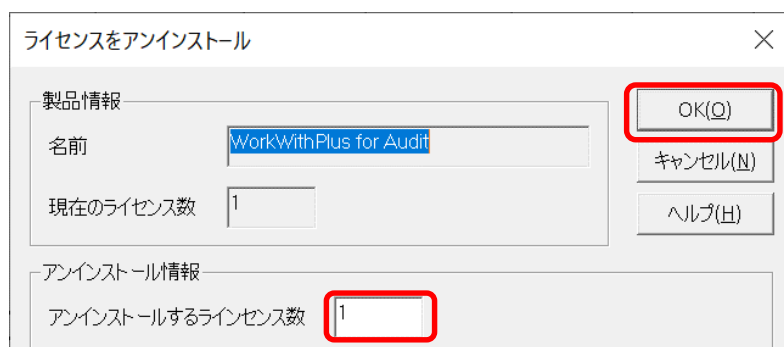 ライセンスをアンインストール
製品情報
OK(O)
名前
WorkWithPlus for Audit
キャンセル(N)
現在のライセンス数
1
ヘルプ(H)
アンインストール情報
アンインストールするラインセンス数
1